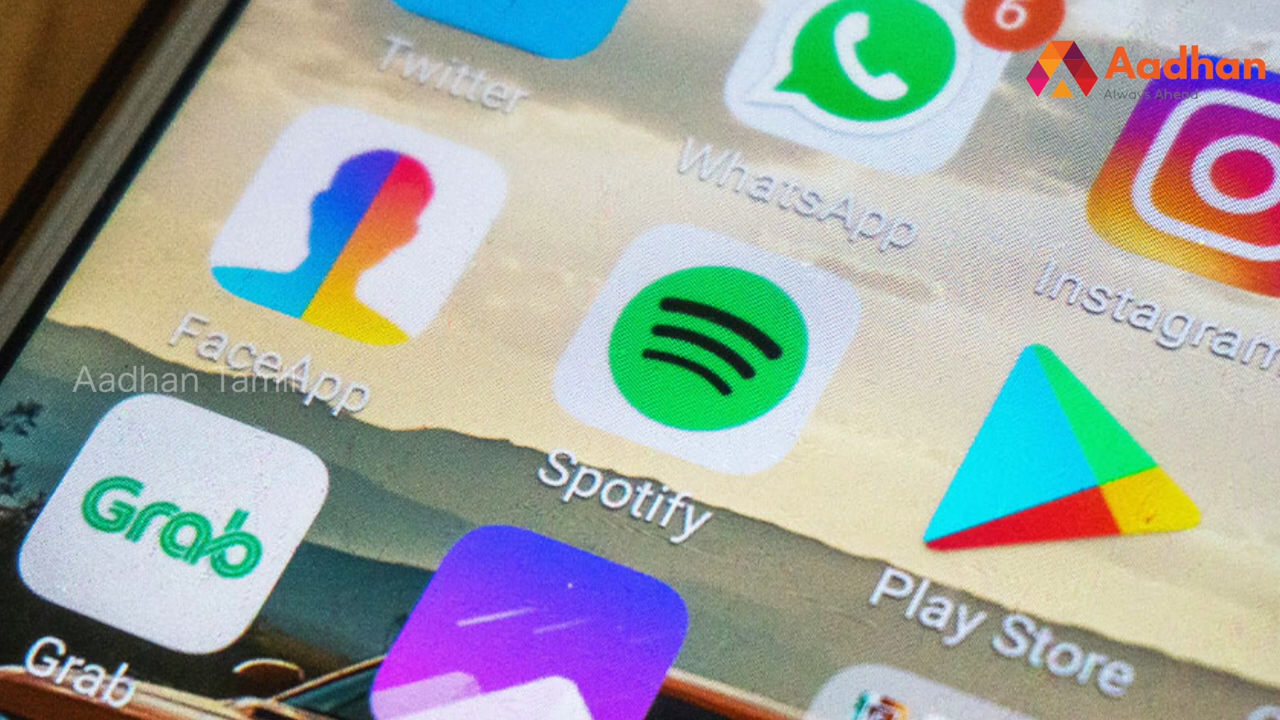 Twitter
6
WhatsApp
Instagram
Aadhan
Always Ahead
FaceApp
Aadhan Tamil
Spotify
Play Store
Grab
Grab